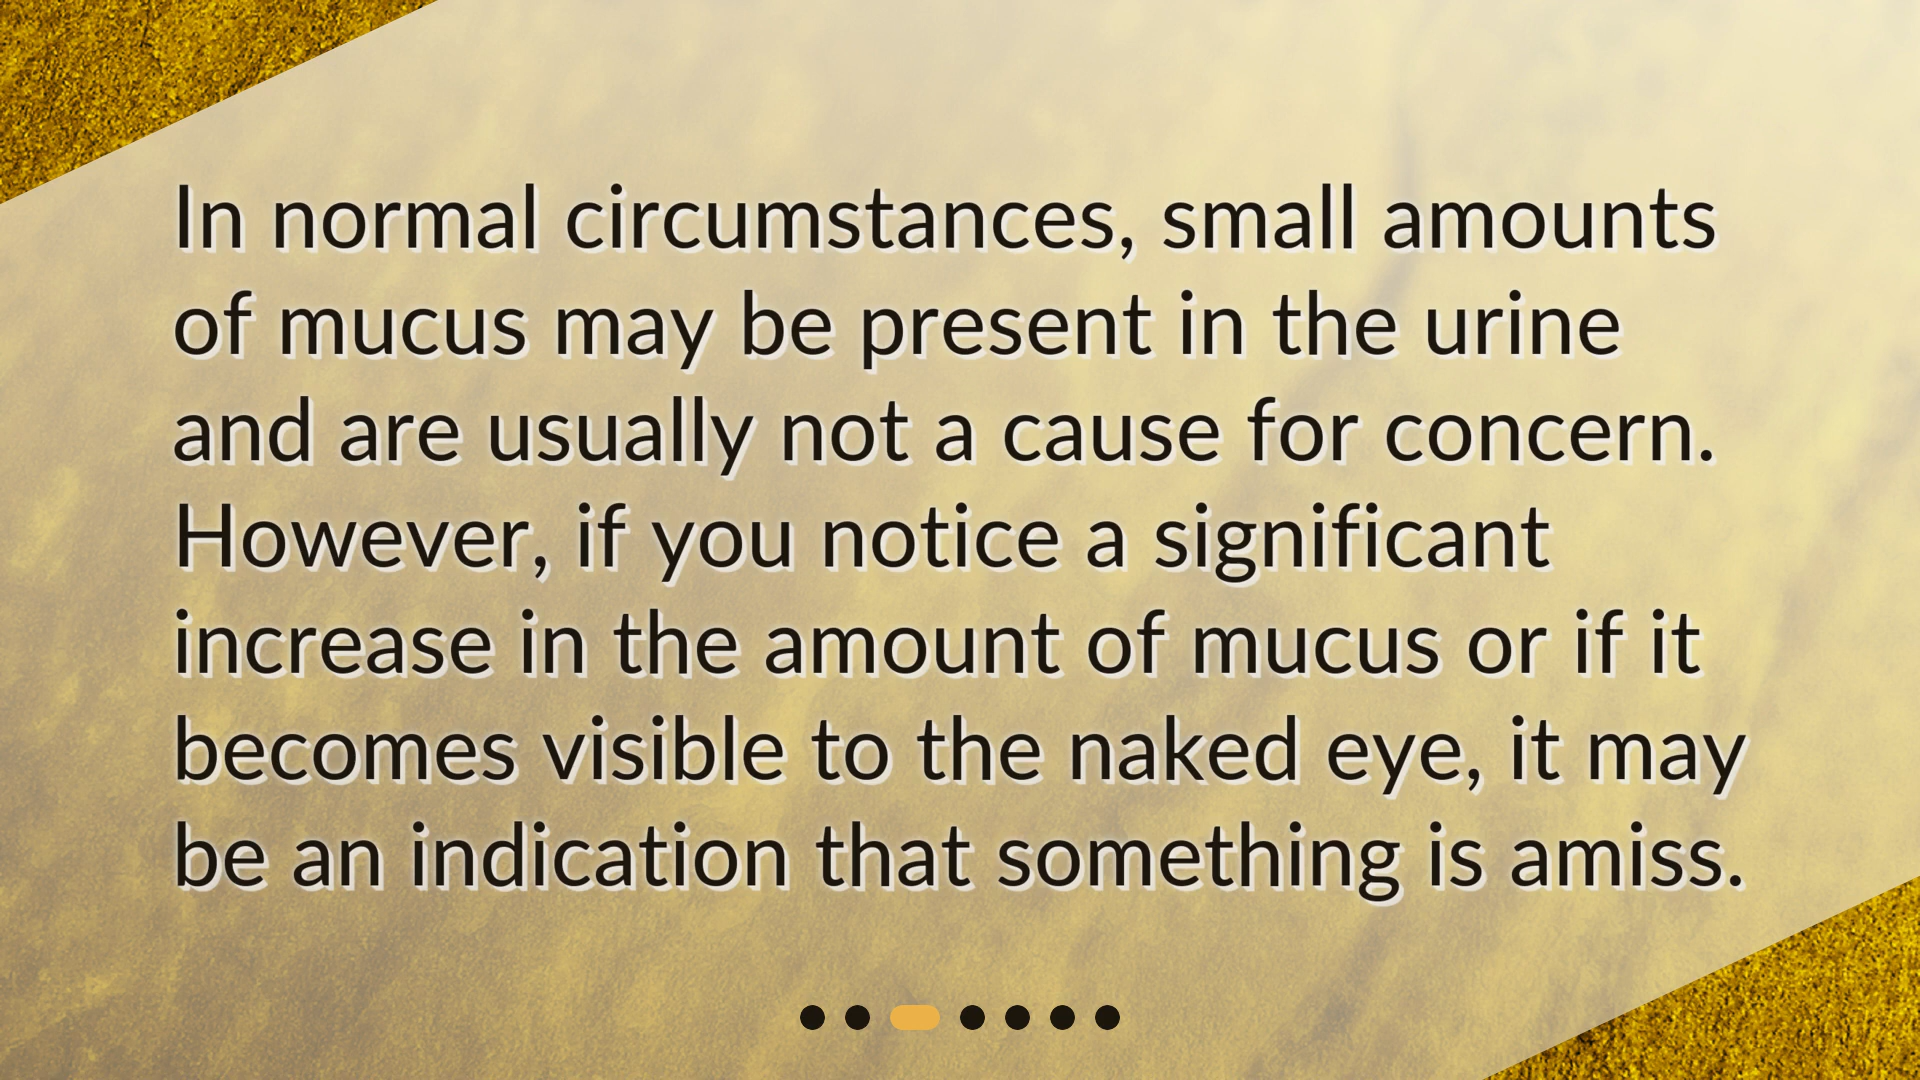 In normal circumstances, small amounts
of mucus may be present in the urine
and are usually not a cause for concern.
However, if you notice a significant
increase in the amount of mucus or if it
becomes visible to the naked eye, it may
be an indication that something is amiss.